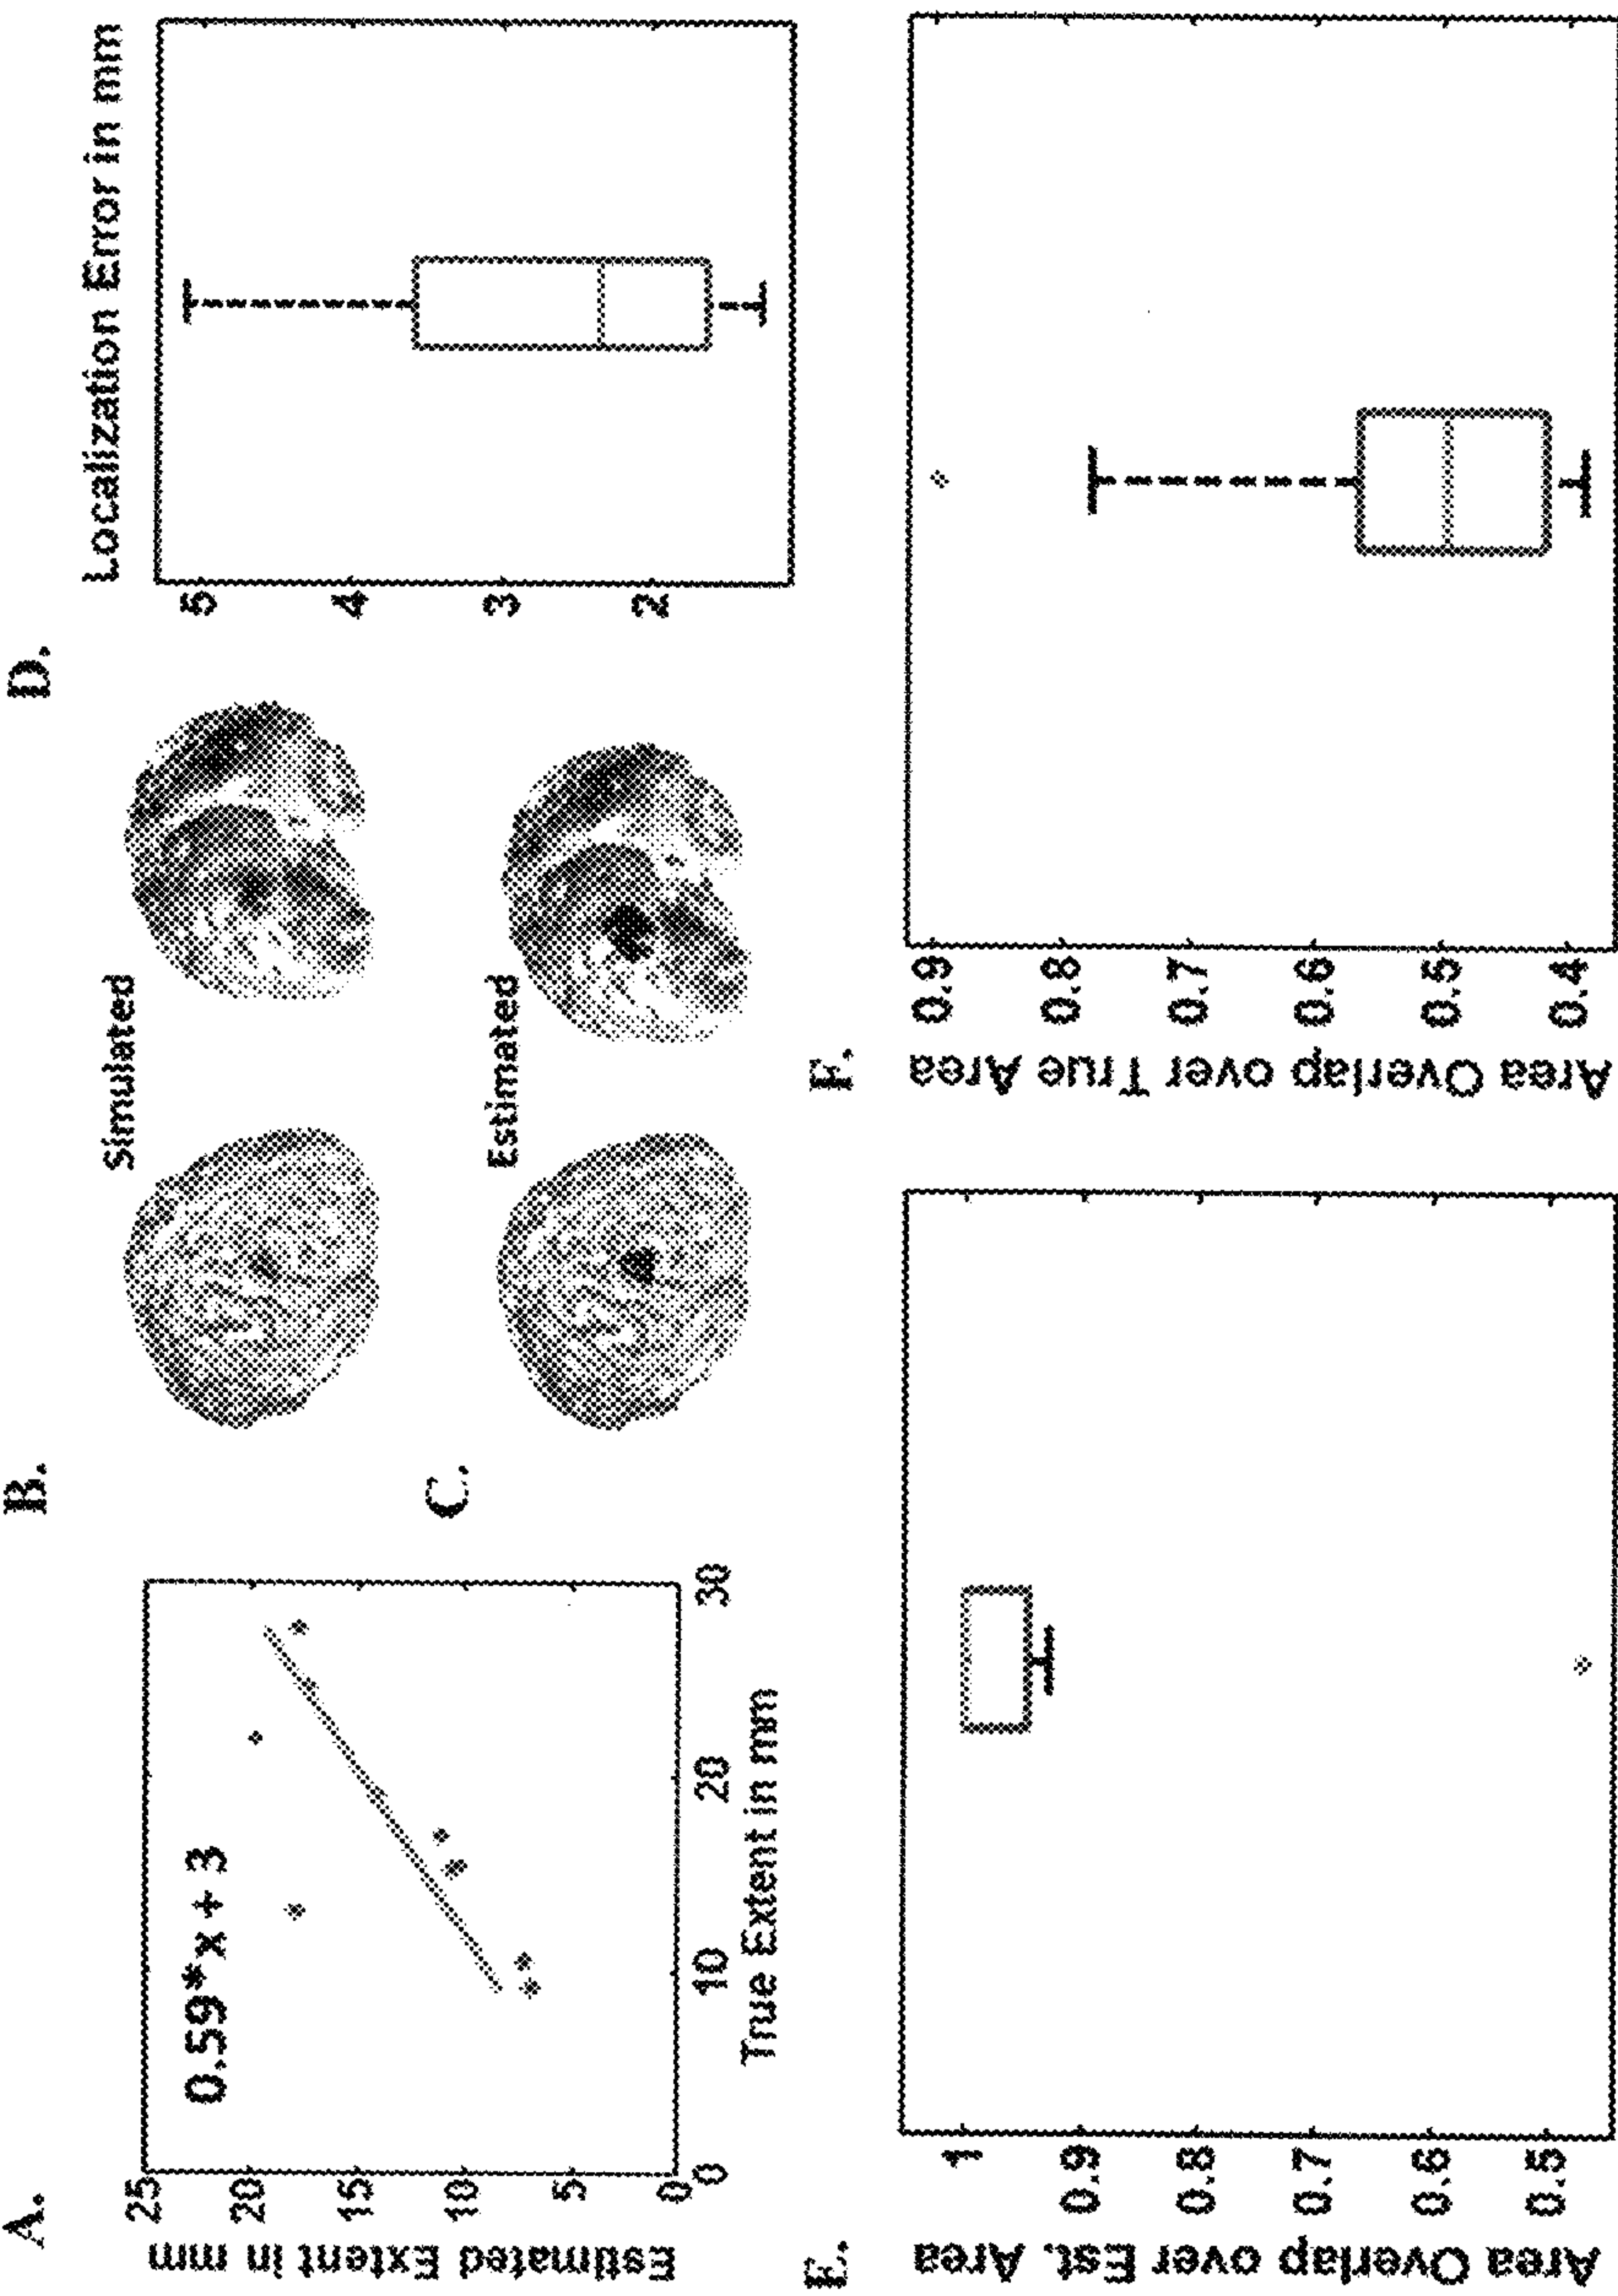 A.
Estimated Extent in mm
25
20
15
10
5
0
0.59*x + 3
0
10
20
30
True Extent in mm
B.
Simulated
C.
Estimated
D.
Localization Error in mm
5
4
3
2
E.
Area Overlap over Est. Area
1
0.9
0.8
0.7
0.6
0.5
F.
Area Overlap over True Area
0.9
0.8
0.7
0.6
0.5
0.4